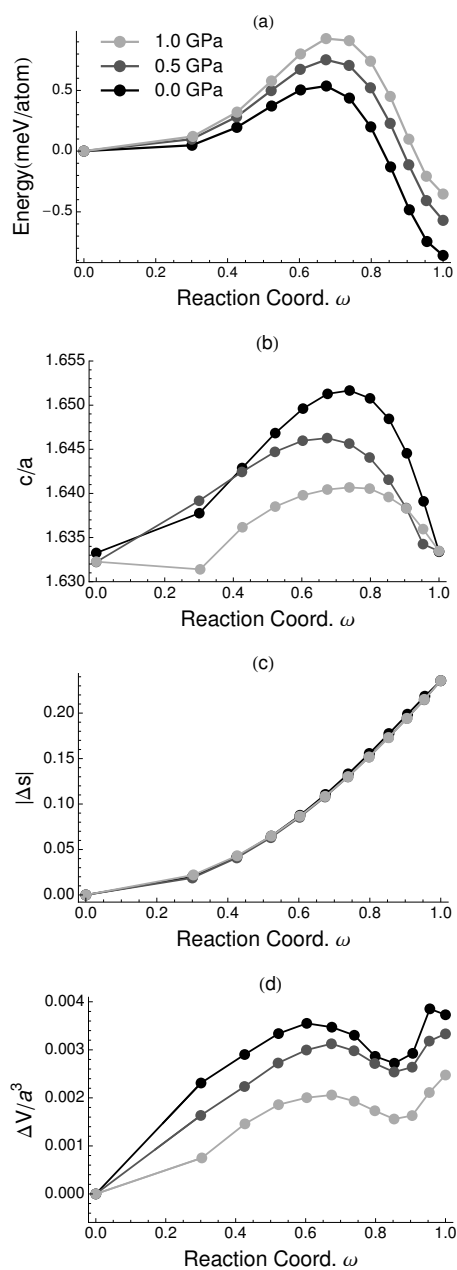 (a)
1.0 GPa
0.5 GPa
0.0 GPa
Energy(meV/atom)
0.5
0.0
-0.5
0.0 0.2 0.4 0.6 0.8 1.0
Reaction Coord. ω
(b)
c/a
1.655
1.650
1.645
1.640
1.635
1.630
0.0 0.2 0.4 0.6 0.8 1.0
Reaction Coord. ω
(c)
|Δs|
0.20
0.15
0.10
0.05
0.00
0.0 0.2 0.4 0.6 0.8 1.0
Reaction Coord. ω
(d)
ΔV/a³
0.004
0.003
0.002
0.001
0.000
0.0 0.2 0.4 0.6 0.8 1.0
Reaction Coord. ω